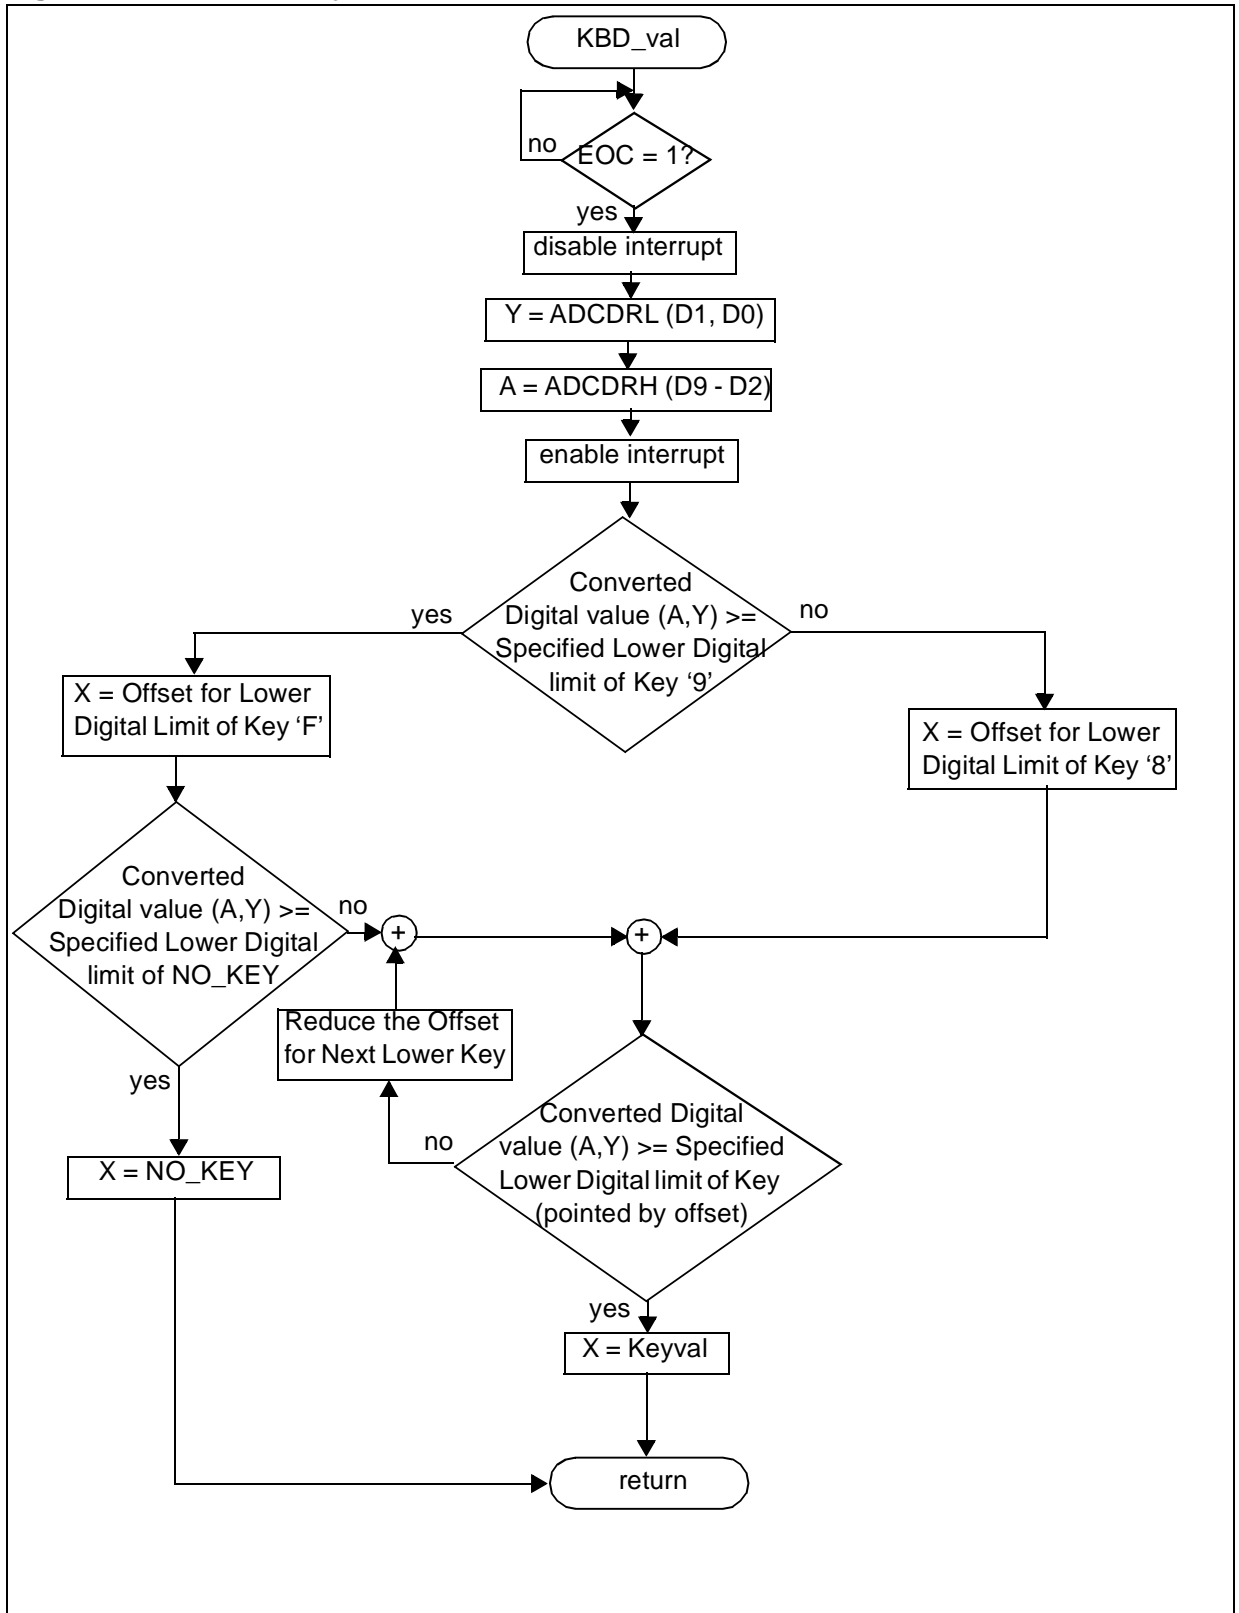 KBD_val
no
EOC = 1?
yes
disable interrupt
Y = ADCDRL (D1, D0)
A = ADCDRH (D9 - D2)
enable interrupt
Converted
Digital value (A,Y) >=
Specified Lower Digital
limit of Key ‘9’
yes
no
X = Offset for Lower
Digital Limit of Key ‘F’
X = Offset for Lower
Digital Limit of Key ‘8’
Converted
Digital value (A,Y) >=
Specified Lower Digital
limit of NO_KEY
no
+
+
Reduce the Offset
for Next Lower Key
yes
no
Converted Digital
value (A,Y) >= Specified
Lower Digital limit of Key
(pointed by offset)
X = NO_KEY
yes
X = Keyval
return